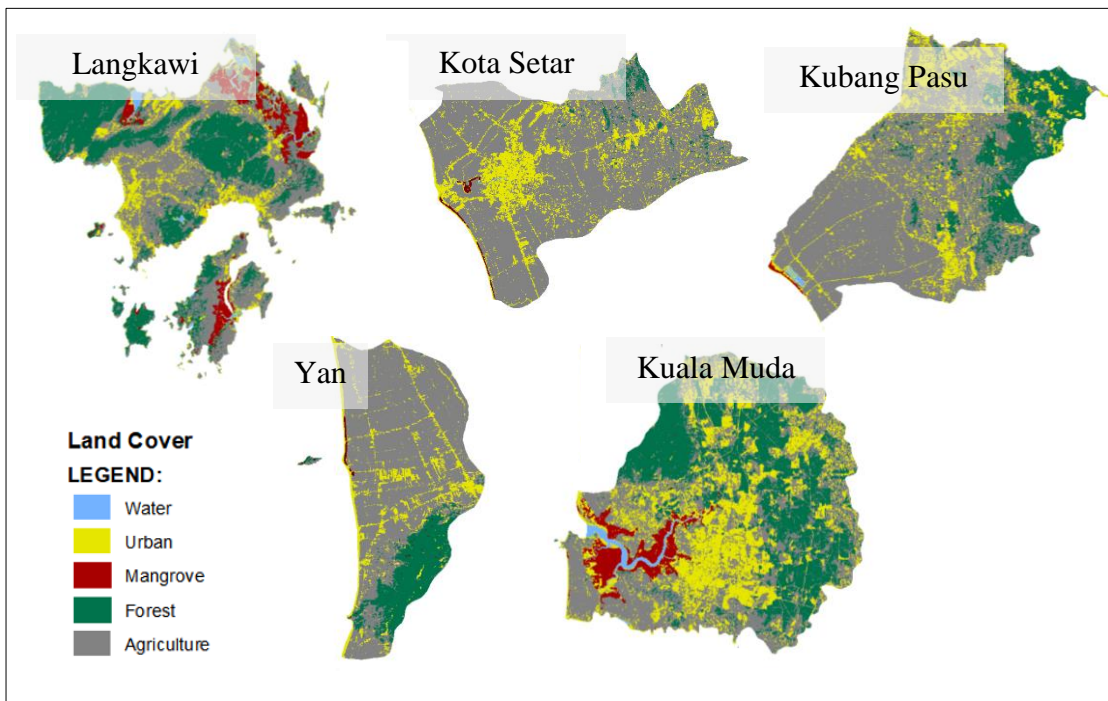 Langkawi
Kota Setar
Kubang Pasu
Yan
Kuala Muda
Land Cover
LEGEND:
Water
Urban
Mangrove
Forest
Agriculture